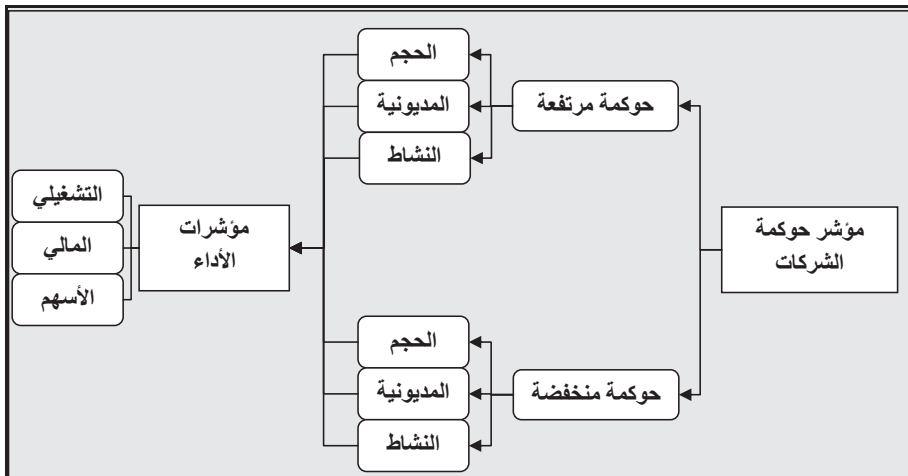 مؤشر حوكمة
الشركات
حوكمة مرتفعة
الحجم
المديونية
النشاط
حوكمة منخفضة
الحجم
المديونية
النشاط
مؤشرات
الأداء
التشغيلي
المالي
الأسهم